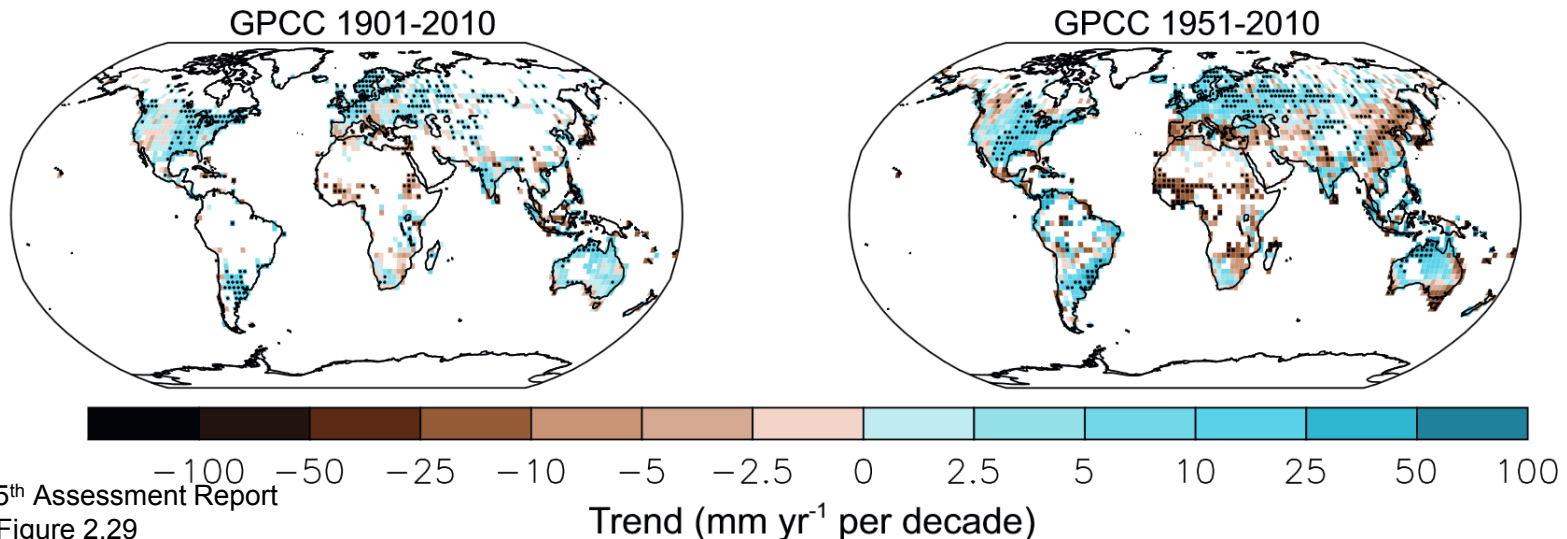 GPCC 1901-2010
GPCC 1951-2010
−100 −50 −25 −10 −5 −2.5 0 2.5 5 10 25 50 100
5th Assessment Report
Figure 2.29
Trend (mm yr-1 per decade)